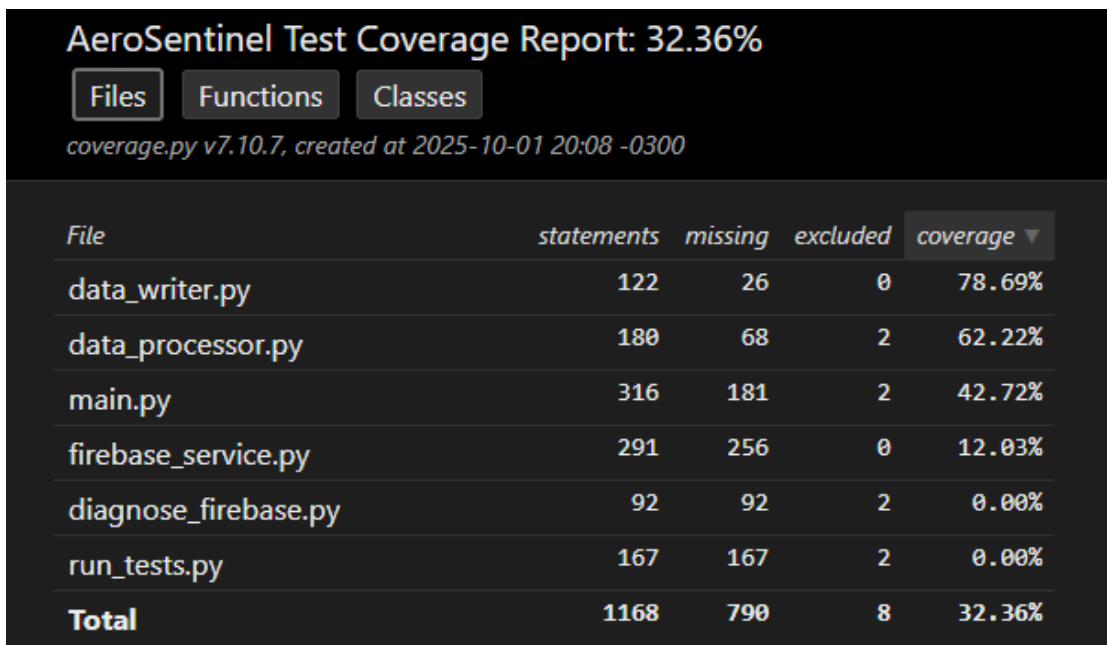 AeroSentinel Test Coverage Report: 32.36%
Files Functions Classes
coverage.py v7.10.7, created at 2025-10-01 20:08 -0300
File statements missing excluded coverage ▼
data_writer.py 122 26 0 78.69%
data_processor.py 180 68 2 62.22%
main.py 316 181 2 42.72%
firebase_service.py 291 256 0 12.03%
diagnose_firebase.py 92 92 2 0.00%
run_tests.py 167 167 2 0.00%
Total 1168 790 8 32.36%